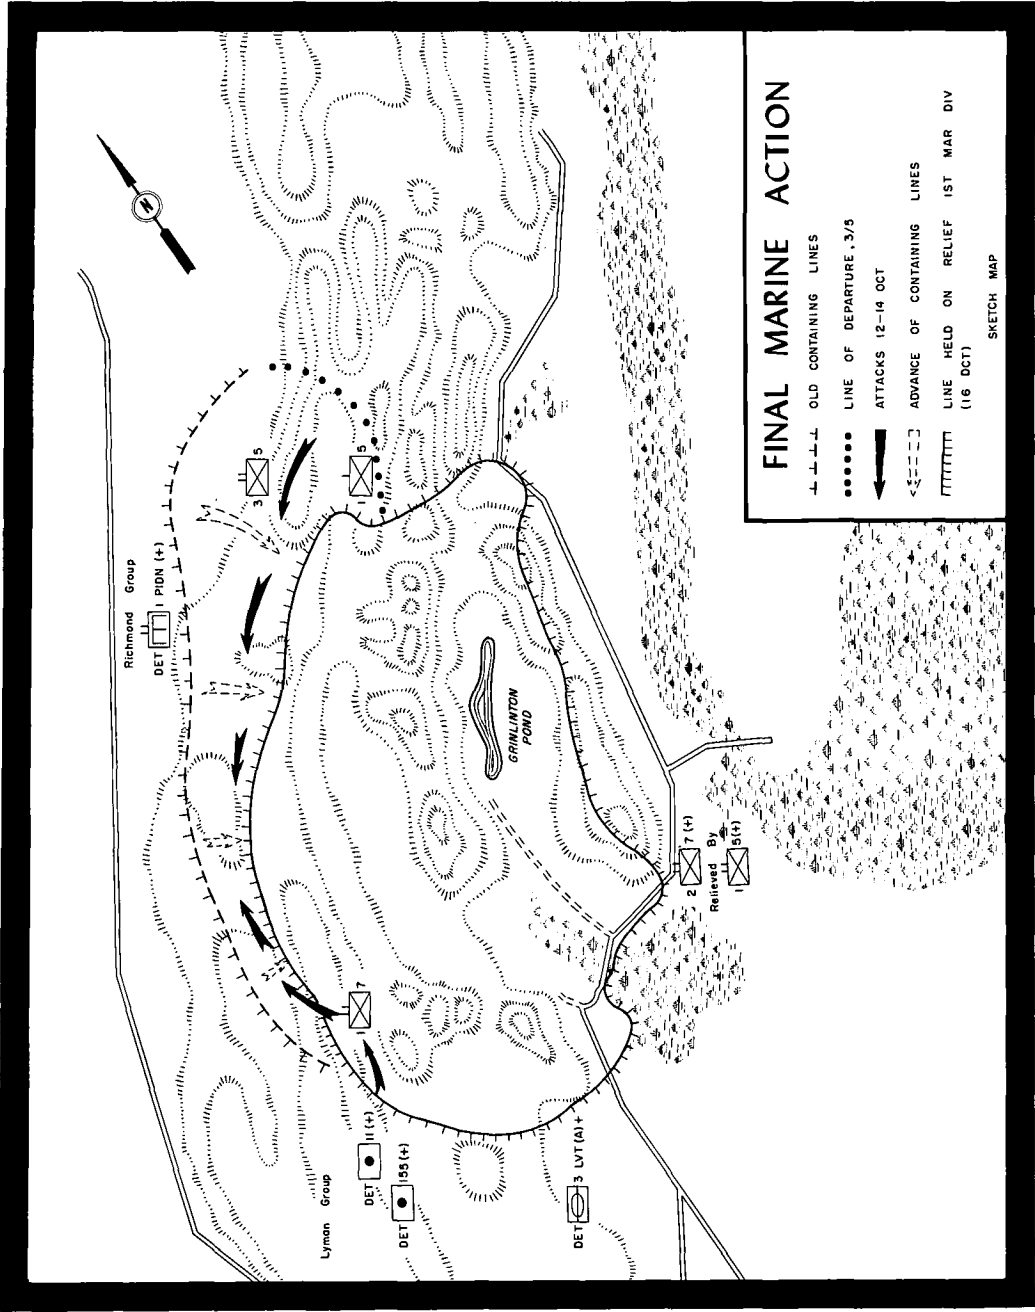 FINAL MARINE ACTION
OLD CONTAINING LINES
LINE OF DEPARTURE, 3/5
ATTACKS 12-14 OCT
ADVANCE OF CONTAINING LINES
LINE HELD ON RELIEF 1ST MAR DIV
(16 OCT)
SKETCH MAP
N
Richmond Group
DET 1 PION (+)
3 5
1 5
GRINLINTON
POND
2 7 (+)
Relieved By
1 5(+)
1 7
Lyman Group
DET 11 (+)
DET 155 (+)
DET 3 LVT (A) +